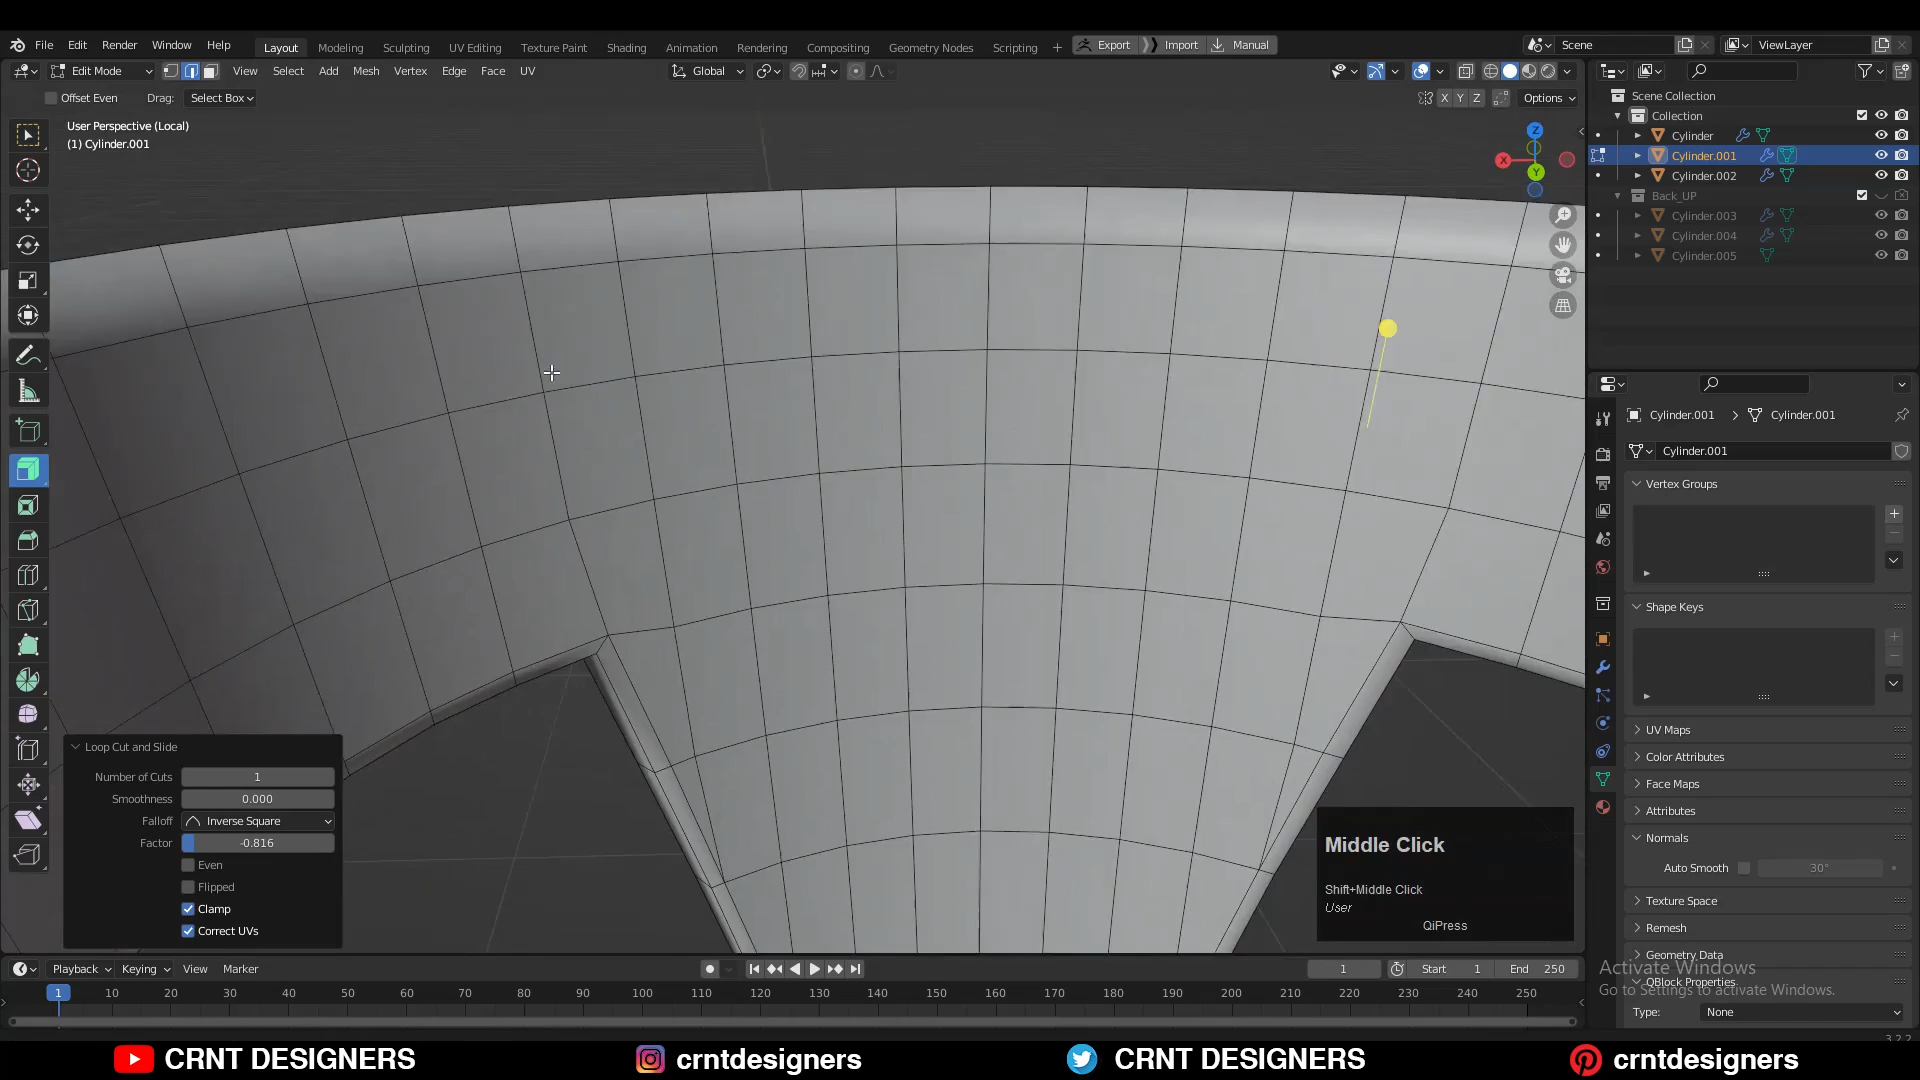 File Edit Render Window Help Layout Modeling Sculpting UV Editing Texture Paint Shading Animation Rendering Compositing Geometry Nodes Scripting + Export Import Manual Scene ViewLayer
Edit Mode View Select Add Mesh Vertex Edge Face UV Global
Offset Even Drag: Select Box X Y Z Options
User Perspective (Local)
(1) Cylinder.001
Z
X
Y
Scene Collection
Collection
Cylinder
Cylinder.001
Cylinder.002
Back_UP
Cylinder.003
Cylinder.004
Cylinder.005
Cylinder.001 > Cylinder.001
Cylinder.001
Vertex Groups
Shape Keys
UV Maps
Color Attributes
Face Maps
Attributes
Normals
Auto Smooth 30°
Texture Space
Remesh
Geometry Data
QBlock Properties
Type: None
Activate Windows
Go to Settings to activate Windows.
3.2.2
Loop Cut and Slide
Number of Cuts 1
Smoothness 0.000
Falloff Inverse Square
Factor -0.816
Even
Flipped
Clamp
Correct UVs
Middle Click
Shift+Middle Click
User
QiPress
Playback Keying View Marker 1 Start 1 End 250
1 10 20 30 40 50 60 70 80 90 100 110 120 130 140 150 160 170 180 190 200 210 220 230 240 250
CRNT DESIGNERS crntdesigners CRNT DESIGNERS crntdesigners